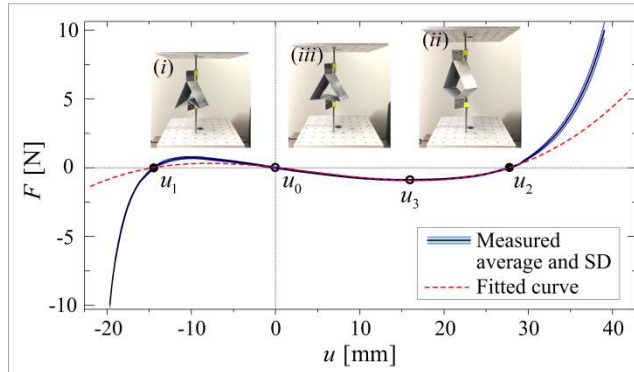 10
5
0
-5
-10
F [N]
(i)
(iii)
(ii)
u1
u0
u3
u2
Measured
average and SD
Fitted curve
-20
-10
0
10
20
30
40
u [mm]